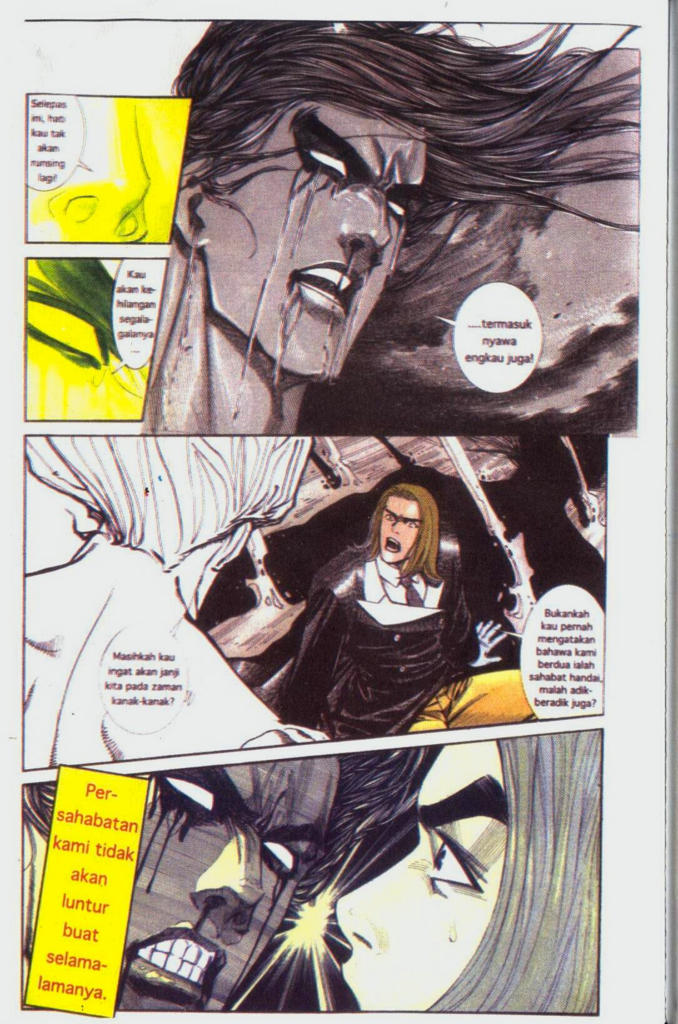 Selepas
ini, hati
kau tak
akan
runsing
lagi!
Kau
akan ke-
hilangan
segala-
galanya
...
....termasuk
nyawa
engkau juga!
Masihkah kau
ingat akan janji
kita pada zaman
kanak-kanak?
Bukankah
kau pernah
mengatakan
bahawa kami
berdua ialah
sahabat handai,
malah adik-
beradik juga?
Per-
sahabatan
kami tidak
akan
luntur
buat
selama-
lamanya.